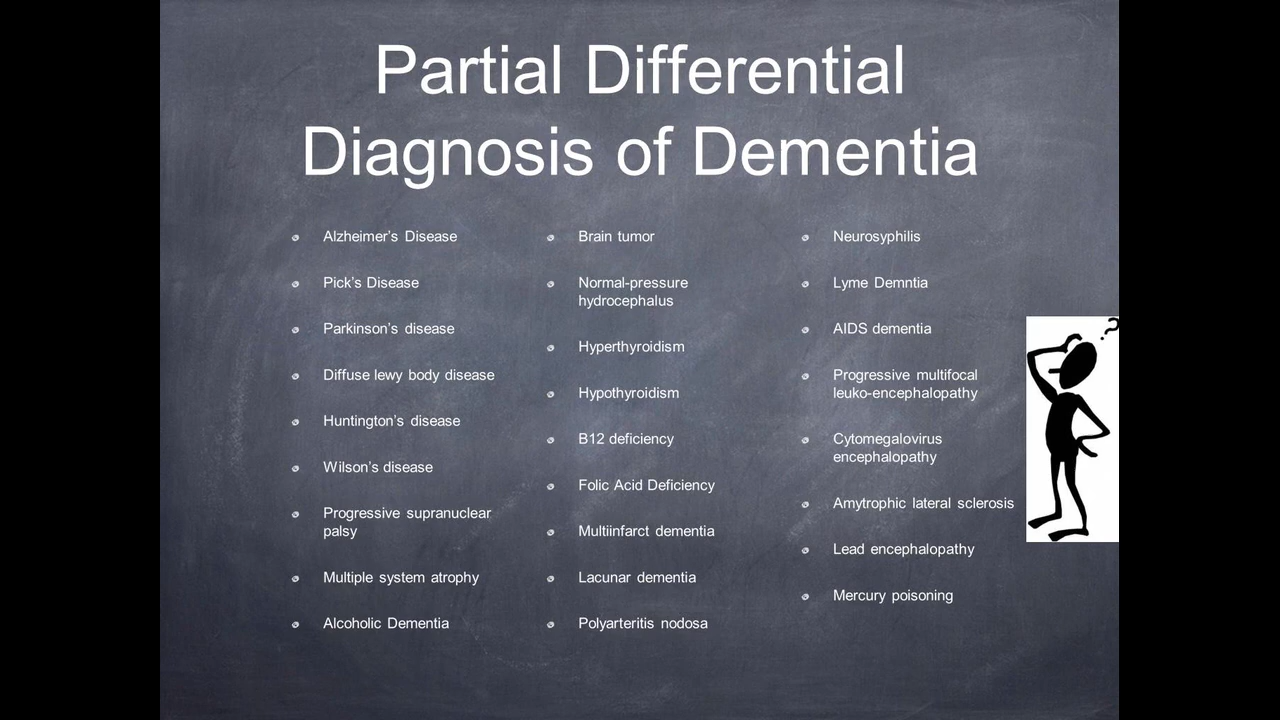 Partial Differential
Diagnosis of Dementia
Alzheimer's Disease
Pick's Disease
Parkinson's disease
Diffuse lewy body disease
Huntington's disease
Wilson's disease
Progressive supranuclear
palsy
Multiple system atrophy
Alcoholic Dementia
Brain tumor
Normal-pressure
hydrocephalus
Hyperthyroidism
Hypothyroidism
B12 deficiency
Folic Acid Deficiency
Multiinfarct dementia
Lacunar dementia
Polyarteritis nodosa
Neurosyphilis
Lyme Demntia
AIDS dementia
Progressive multifocal
leuko-encephalopathy
Cytomegalovirus
encephalopathy
Amytrophic lateral sclerosis
Lead encephalopathy
Mercury poisoning
?